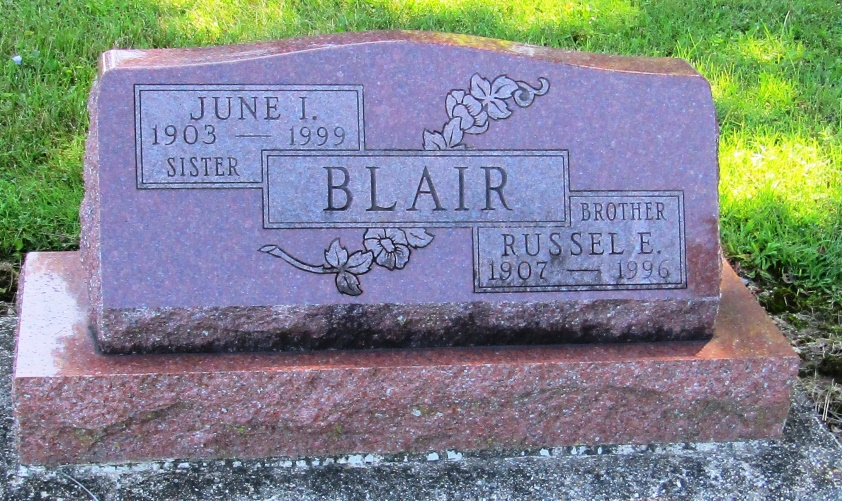 JUNE I.
1903 — 1999
SISTER
BLAIR
BROTHER
RUSSEL E.
1907 — 1996